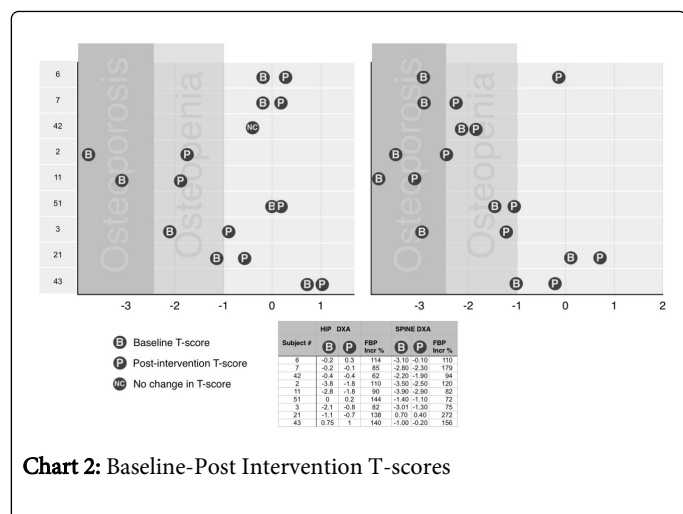 Osteoporosis Osteopenia Osteoporosis Osteopenia
6 B P B P
7 B P B P
42 NC B P
2 B P B P
11 B P B P
51 B P B P
3 B P B P
21 B P B P
43 B P B P
-3 -2 -1 0 1 -3 -2 -1 0 1 2
B Baseline T-score
P Post-intervention T-score
NC No change in T-score
HIP DXA SPINE DXA
Subject # B P FBP Incr % B P FBP Incr %
6 -0.2 0.3 114 -3.10 -0.10 110
7 -0.2 -0.1 85 -2.80 -2.30 179
42 -0.4 -0.4 62 -2.20 -1.90 94
2 -3.8 -1.8 110 -3.50 -2.50 120
11 -2.8 -1.8 90 -3.90 -2.90 82
51 0 0.2 144 -1.40 -1.10 72
3 -2.1 -0.8 82 -3.01 -1.30 75
21 -1.1 -0.7 138 0.70 0.40 272
43 0.75 1 140 -1.00 -0.20 156
Chart 2: Baseline-Post Intervention T-scores